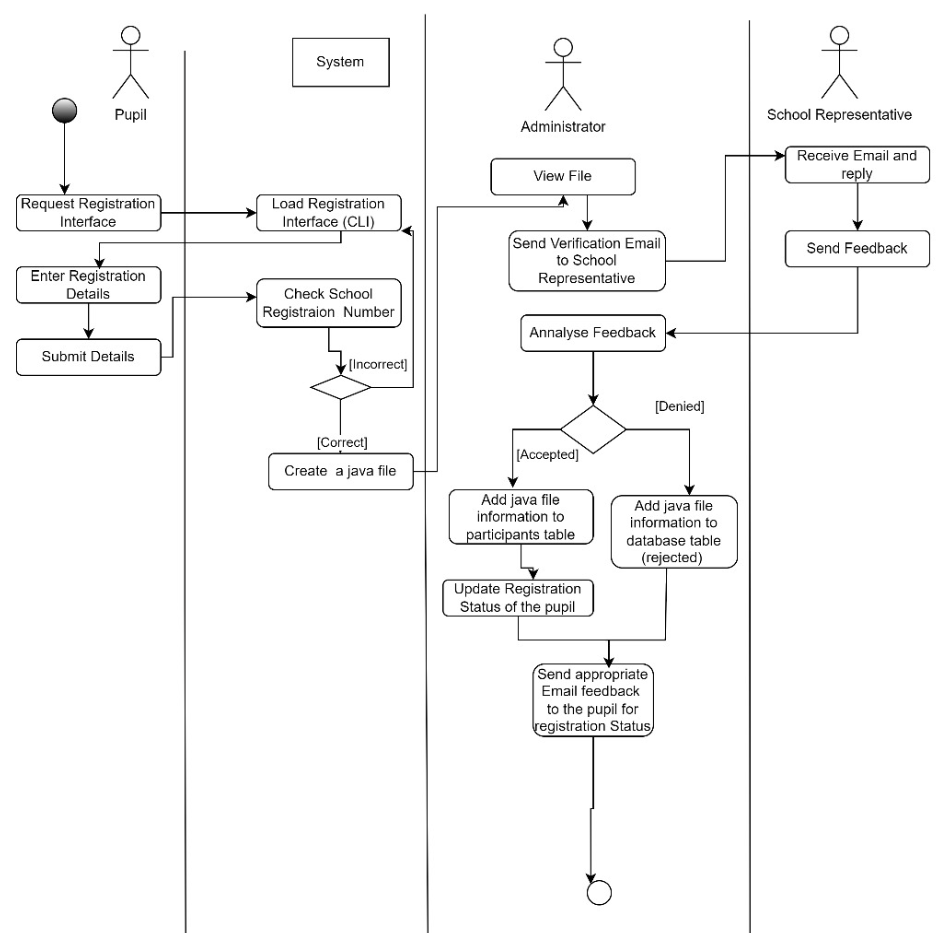 Pupil
System
Administrator
School Representative
Request Registration
Interface
Load Registration
Interface (CLI)
Enter Registration
Details
Submit Details
Check School
Registraion Number
[Incorrect]
[Correct]
Create a java file
View File
Send Verification Email
to School
Representative
Receive Email and
reply
Send Feedback
Annalyse Feedback
[Denied]
[Accepted]
Add java file
information to
participants table
Add java file
information to
database table
(rejected)
Update Registration
Status of the pupil
Send appropriate
Email feedback
to the pupil for
registration Status